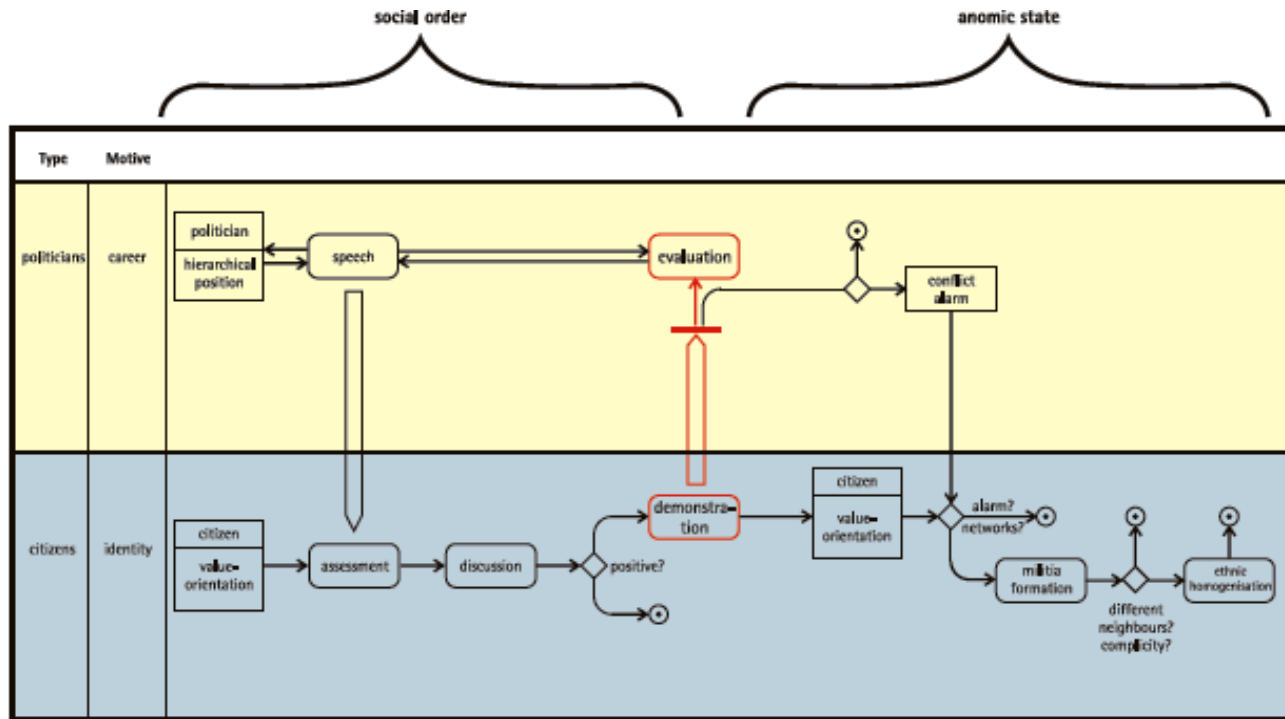 social order
anomic state
Type
Motive
politicians
career
politician
hierarchical
position
speech
evaluation
conflict
alarm
citizens
identity
citizen
value-
orientation
assessment
discussion
positive?
demonstra-
tion
citizen
value-
orientation
alarm?
networks?
militia
formation
different
neighbours?
complicity?
ethnic
homogenisation